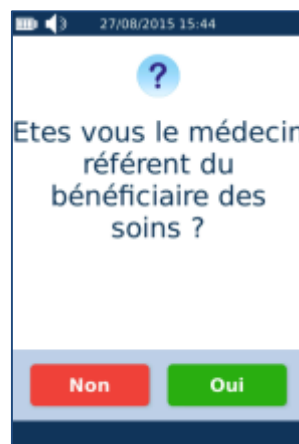 27/08/2015 15:44
?
Etes vous le médecin
référent du
bénéficiaire des
soins ?
Non
Oui